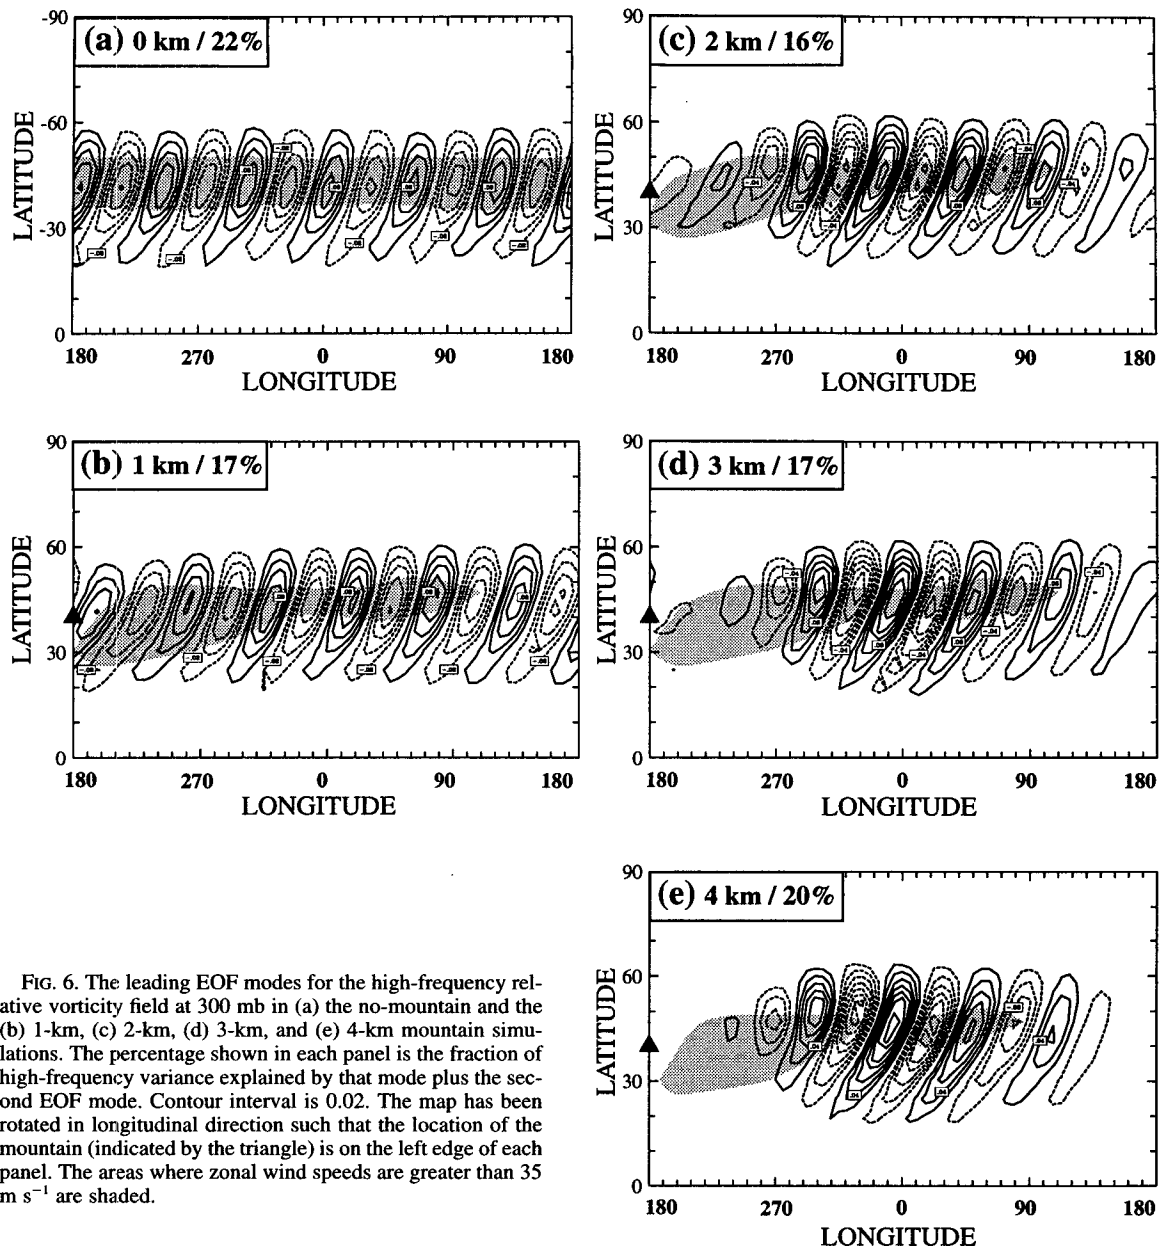 (a) 0 km / 22%
-90
-60
-30
0
LATITUDE
180 270 0 90 180
LONGITUDE
(c) 2 km / 16%
90
60
30
0
LATITUDE
180 270 0 90 180
LONGITUDE
(b) 1 km / 17%
90
60
30
0
LATITUDE
180 270 0 90 180
LONGITUDE
(d) 3 km / 17%
90
60
30
0
LATITUDE
180 270 0 90 180
LONGITUDE
(e) 4 km / 20%
90
60
30
0
LATITUDE
180 270 0 90 180
LONGITUDE
FIG. 6. The leading EOF modes for the high-frequency rel-
ative vorticity field at 300 mb in (a) the no-mountain and the
(b) 1-km, (c) 2-km, (d) 3-km, and (e) 4-km mountain simu-
lations. The percentage shown in each panel is the fraction of
high-frequency variance explained by that mode plus the sec-
ond EOF mode. Contour interval is 0.02. The map has been
rotated in longitudinal direction such that the location of the
mountain (indicated by the triangle) is on the left edge of each
panel. The areas where zonal wind speeds are greater than 35
m s⁻¹ are shaded.